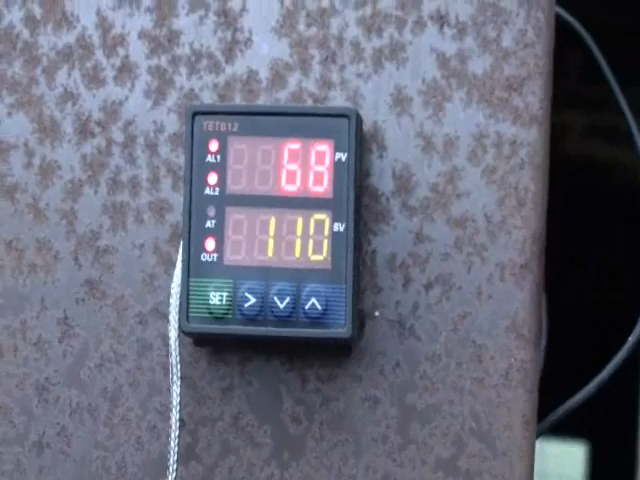 TET612
AL1
68 PV
AL2
AT
110 SV
OUT
SET > ∨ ∧